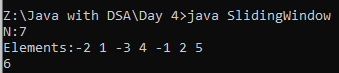 Z:\Java with DSA\Day 4>java SlidingWindow
N:7
Elements:-2 1 -3 4 -1 2 5
6